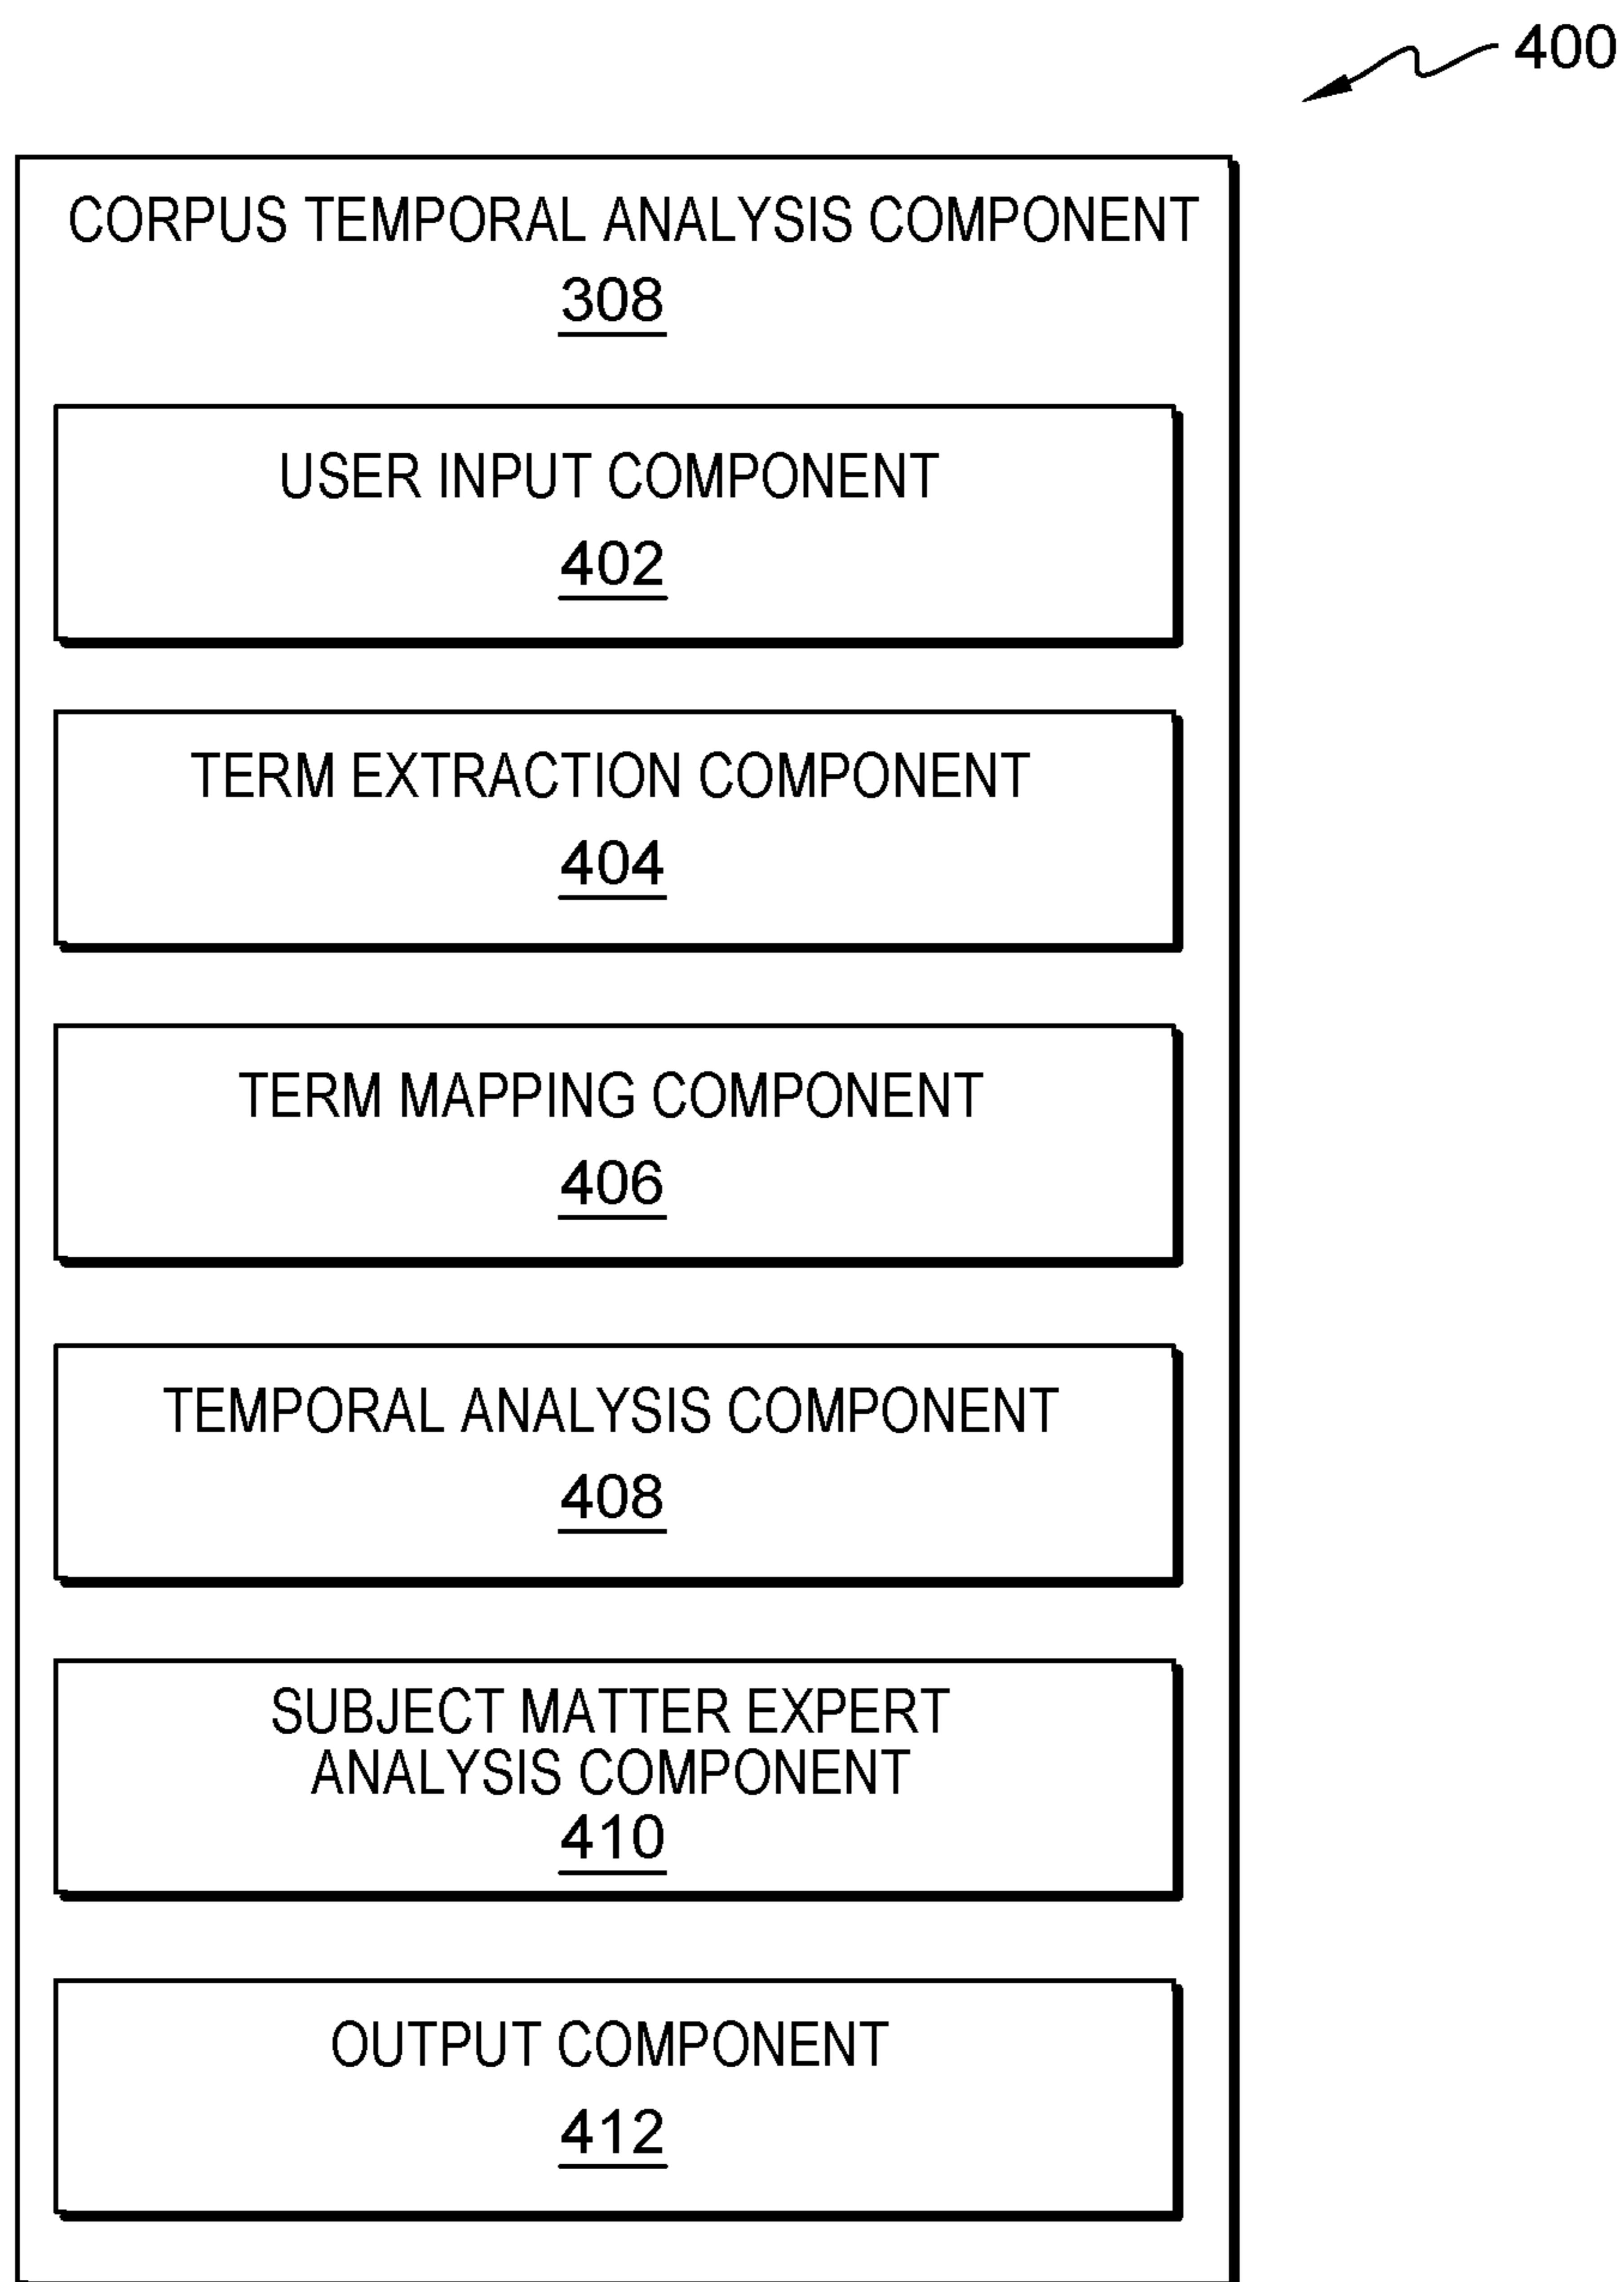 400
CORPUS TEMPORAL ANALYSIS COMPONENT
308
USER INPUT COMPONENT
402
TERM EXTRACTION COMPONENT
404
TERM MAPPING COMPONENT
406
TEMPORAL ANALYSIS COMPONENT
408
SUBJECT MATTER EXPERT
ANALYSIS COMPONENT
410
OUTPUT COMPONENT
412